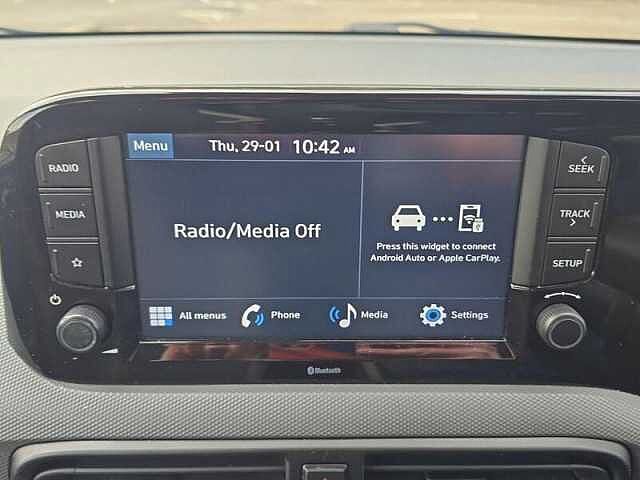 Menu Thu, 29-01 10:42 AM
RADIO
MEDIA
Radio/Media Off
Press this widget to connect
Android Auto or Apple CarPlay.
SEEK
TRACK
SETUP
All menus Phone Media Settings
Bluetooth